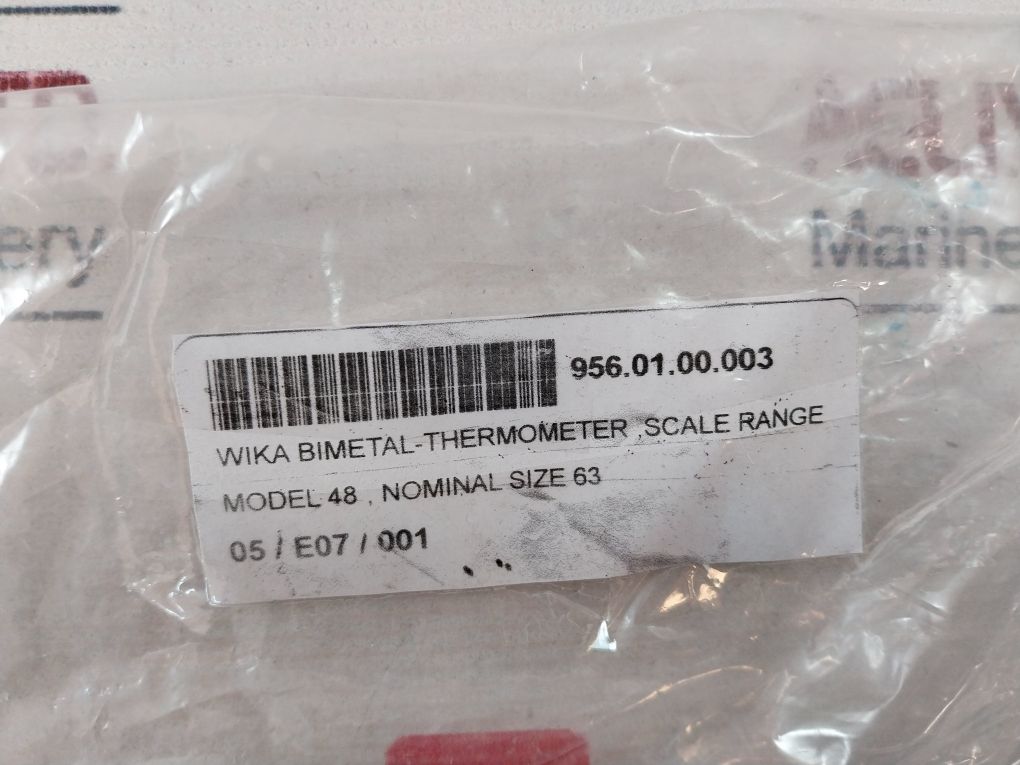 ery
Marine
956.01.00.003
WIKA BIMETAL-THERMOMETER ,SCALE RANGE
MODEL 48 , NOMINAL SIZE 63
05 / E07 / 001